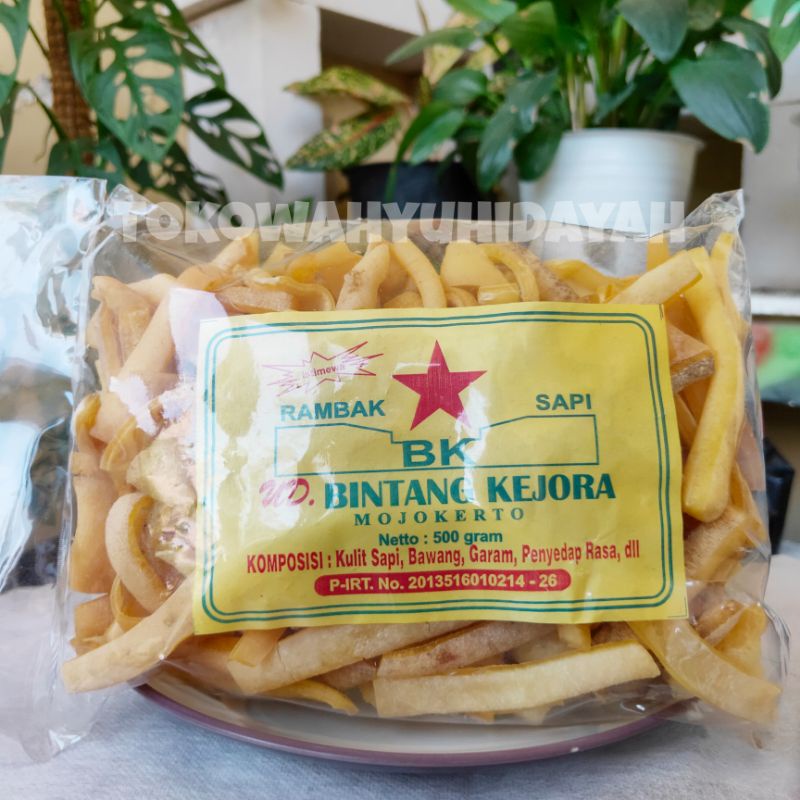 TOKOWAHYUHIDAYAH
istimewa
RAMBAK SAPI
BK
UD. BINTANG KEJORA
MOJOKERTO
Netto : 500 gram
KOMPOSISI : Kulit Sapi, Bawang, Garam, Penyedap Rasa, dll
P-IRT. No. 2013516010214 - 26